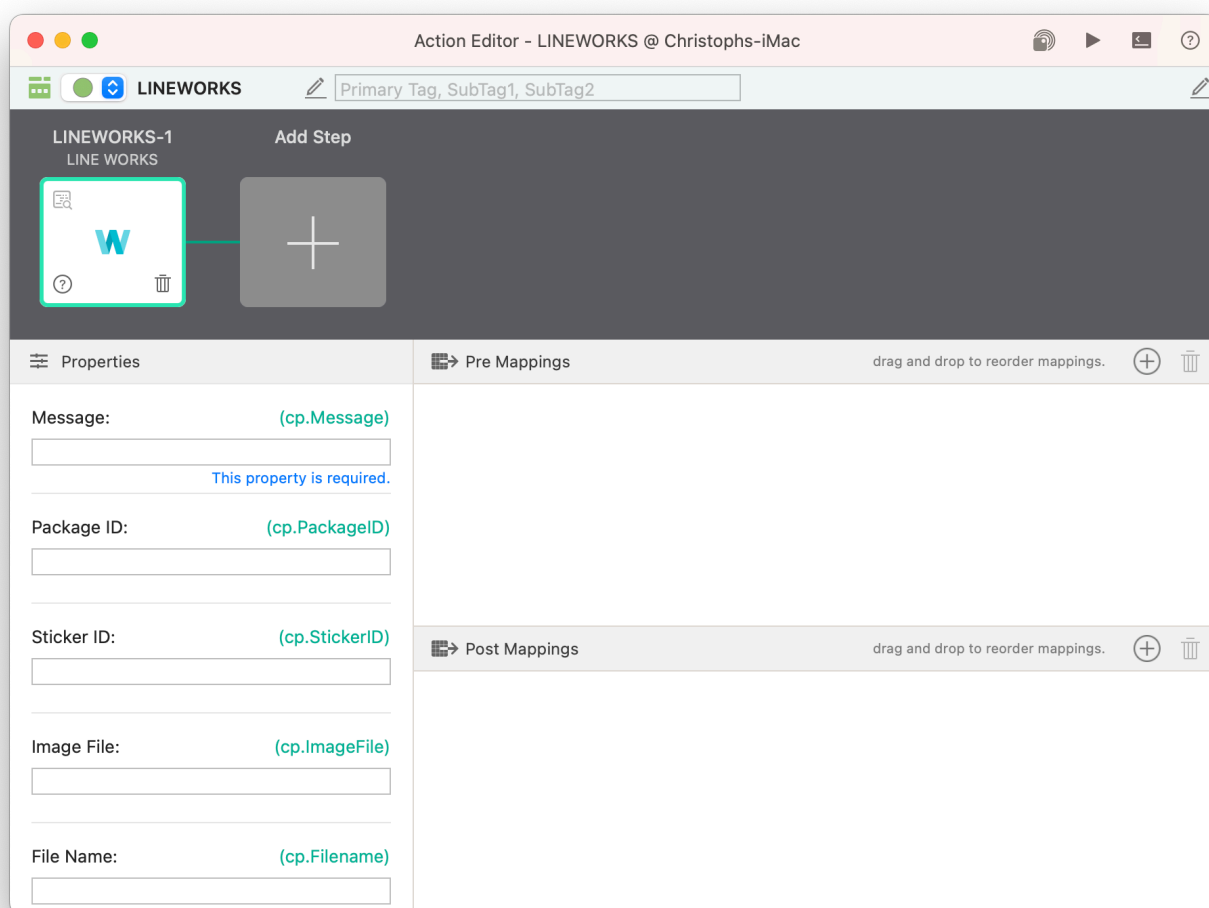 Action Editor - LINEWORKS @ Christophs-iMac
LINEWORKS
Primary Tag, SubTag1, SubTag2
LINEWORKS-1
LINE WORKS
Add Step
W
Properties
Pre Mappings
drag and drop to reorder mappings.
Message:
(cp.Message)
This property is required.
Package ID:
(cp.PackageID)
Sticker ID:
(cp.StickerID)
Post Mappings
drag and drop to reorder mappings.
Image File:
(cp.ImageFile)
File Name:
(cp.Filename)